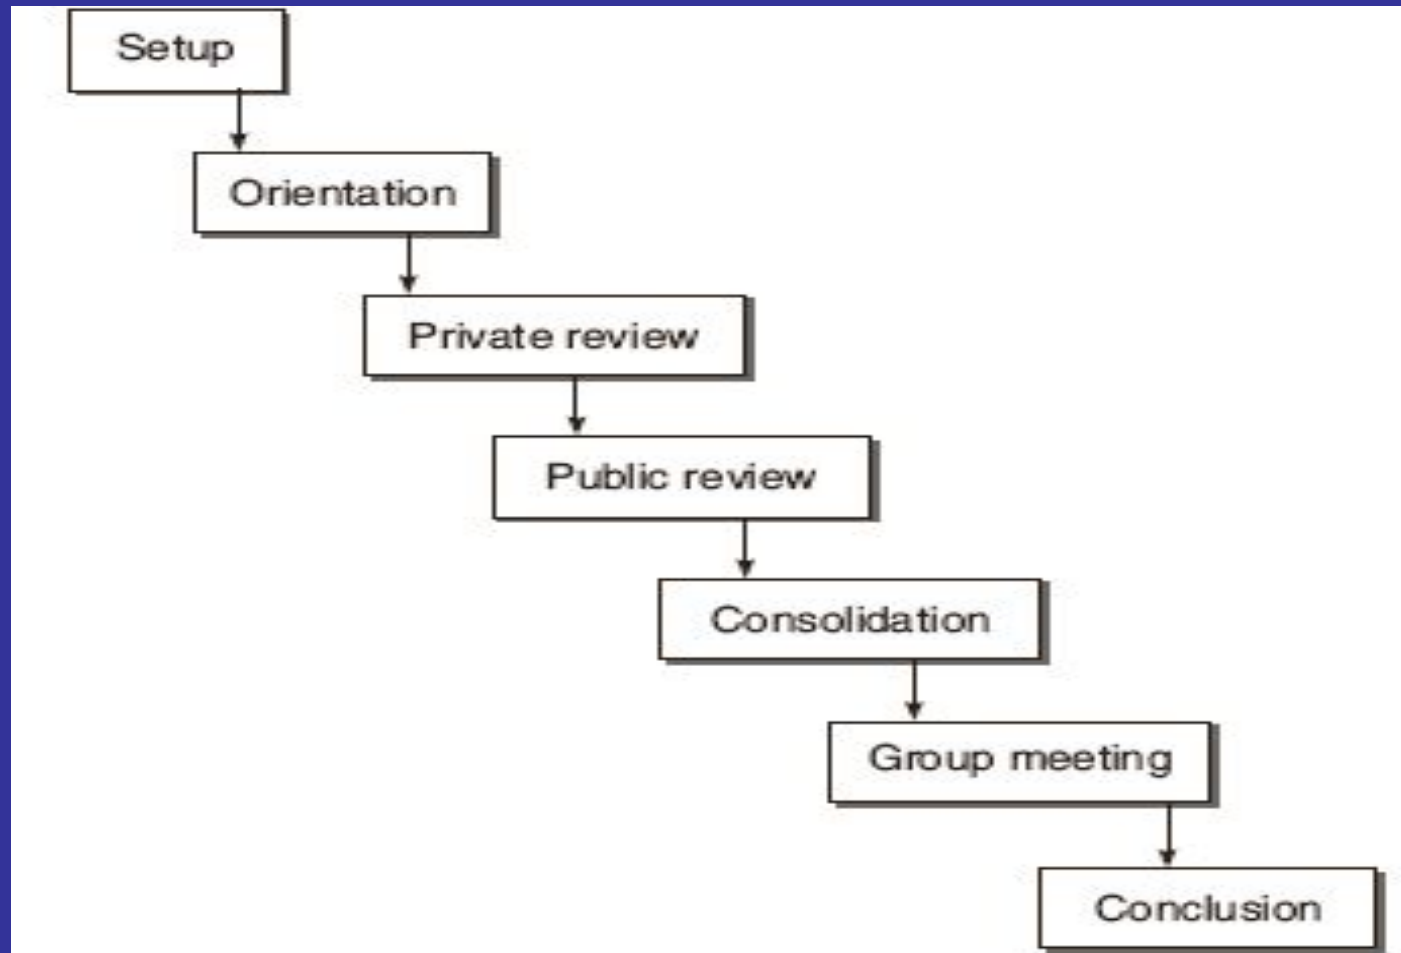 Setup
Orientation
Private review
Public review
Consolidation
Group meeting
Conclusion